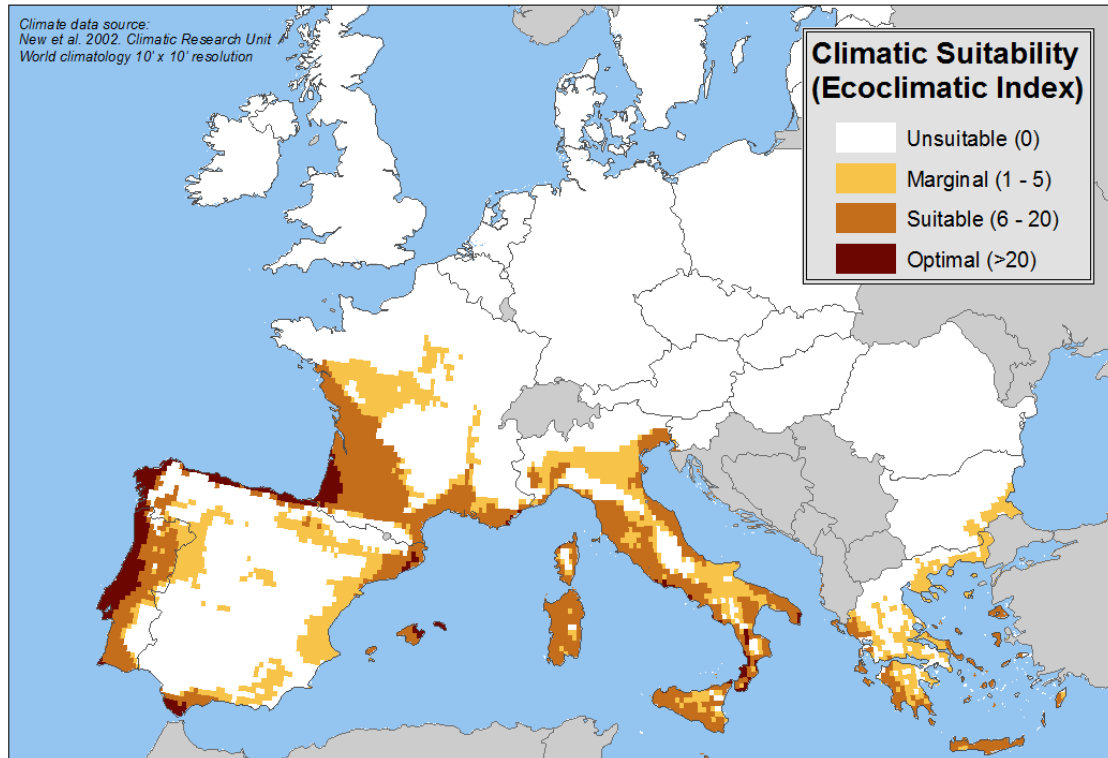 Climate data source:
New et al. 2002. Climatic Research Unit
World climatology 10' x 10' resolution
Climatic Suitability
(Ecoclimatic Index)
Unsuitable (0)
Marginal (1 - 5)
Suitable (6 - 20)
Optimal (>20)